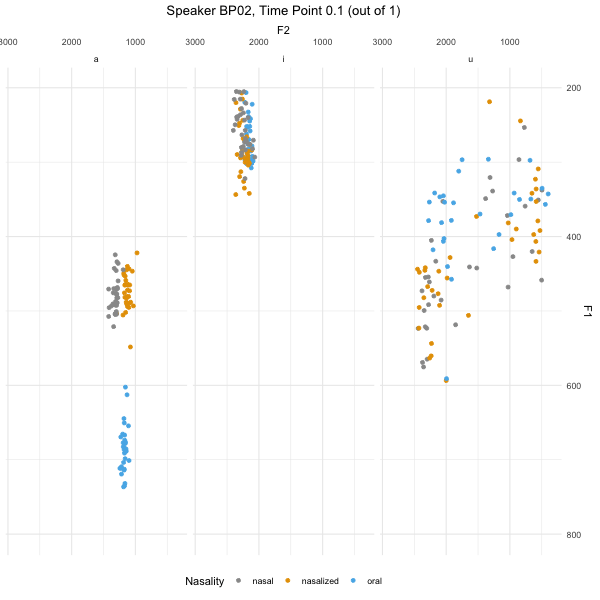 Speaker BP02, Time Point 0.1 (out of 1)
F2
3000 2000 1000 3000 2000 1000 3000 2000 1000
a i u
200
400
F1
600
800
Nasality nasal nasalized oral